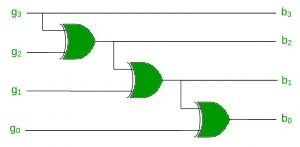 g₃ b₃
g₂ b₂
g₁ b₁
g₀ b₀